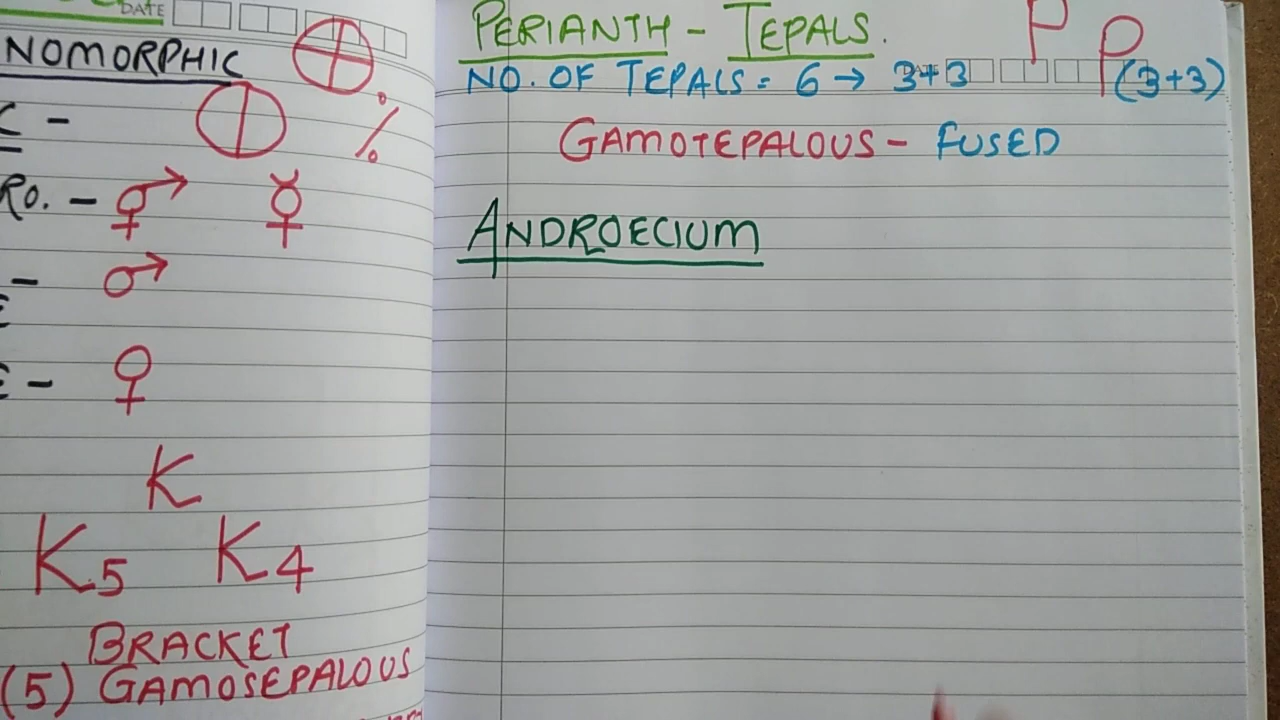 DATE
NOMORPHIC
C -
RO. -
K
K5 K4
BRACKET
(5) GAMOSEPALOUS
PERIANTH - TEPALS. P P(3+3)
NO. OF TEPALS = 6 → 3+3
GAMOTEPALOUS - FUSED
ANDROECIUM